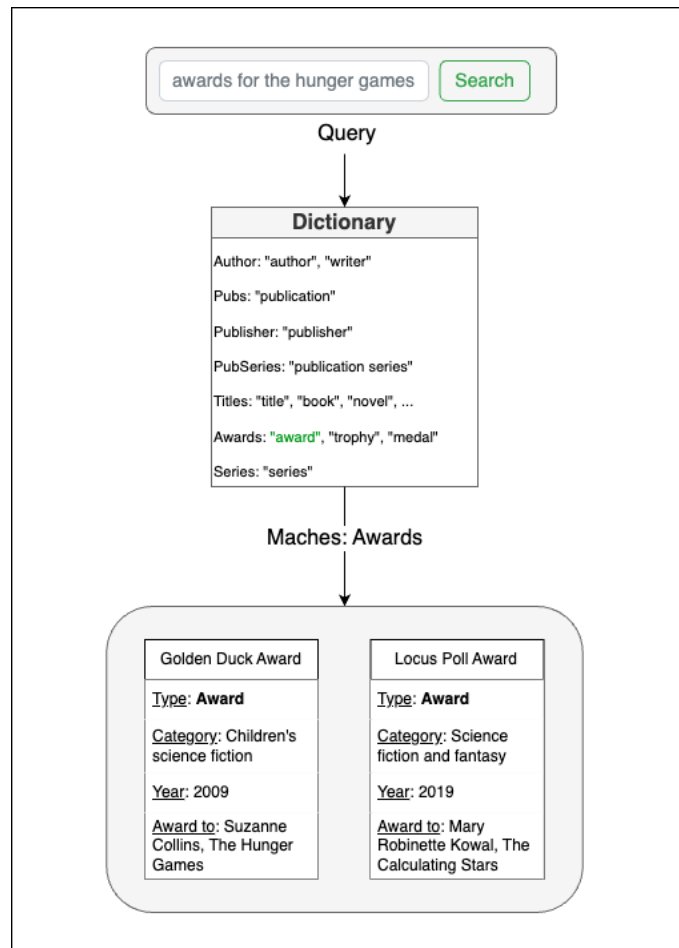 awards for the hunger games
Search
Query
Dictionary
Author: "author", "writer"
Pubs: "publication"
Publisher: "publisher"
PubSeries: "publication series"
Titles: "title", "book", "novel", ...
Awards: "award", "trophy", "medal"
Series: "series"
Maches: Awards
Golden Duck Award
Type: Award
Category: Children's
science fiction
Year: 2009
Award to: Suzanne
Collins, The Hunger
Games
Locus Poll Award
Type: Award
Category: Science
fiction and fantasy
Year: 2019
Award to: Mary
Robinette Kowal, The
Calculating Stars